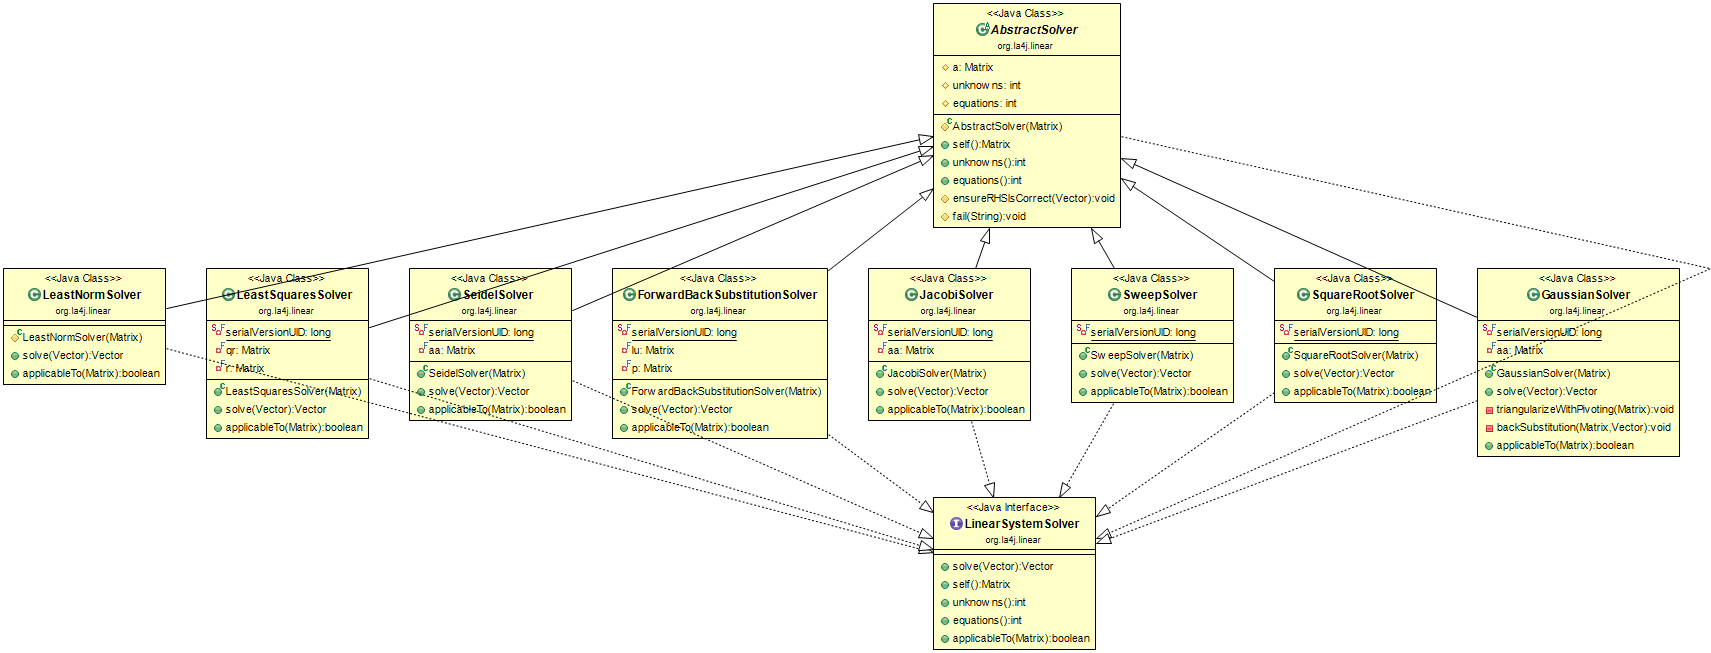 <<Java Class>>
AbstractSolver
org.la4j.linear
a: Matrix
unknowns: int
equations: int
AbstractSolver(Matrix)
self():Matrix
unknowns():int
equations():int
ensureRHSIsCorrect(Vector):void
fail(String):void
<<Java Class>>
LeastNormSolver
org.la4j.linear
LeastNormSolver(Matrix)
solve(Vector):Vector
applicableTo(Matrix):boolean
<<Java Class>>
LeastSquaresSolver
org.la4j.linear
serialVersionUID: long
qr: Matrix
r: Matrix
LeastSquaresSolver(Matrix)
solve(Vector):Vector
applicableTo(Matrix):boolean
<<Java Class>>
SeidelSolver
org.la4j.linear
serialVersionUID: long
aa: Matrix
SeidelSolver(Matrix)
solve(Vector):Vector
applicableTo(Matrix):boolean
<<Java Class>>
ForwardBackSubstitutionSolver
org.la4j.linear
serialVersionUID: long
lu: Matrix
p: Matrix
ForwardBackSubstitutionSolver(Matrix)
solve(Vector):Vector
applicableTo(Matrix):boolean
<<Java Class>>
JacobiSolver
org.la4j.linear
serialVersionUID: long
aa: Matrix
JacobiSolver(Matrix)
solve(Vector):Vector
applicableTo(Matrix):boolean
<<Java Class>>
SweepSolver
org.la4j.linear
serialVersionUID: long
SweepSolver(Matrix)
solve(Vector):Vector
applicableTo(Matrix):boolean
<<Java Class>>
SquareRootSolver
org.la4j.linear
serialVersionUID: long
SquareRootSolver(Matrix)
solve(Vector):Vector
applicableTo(Matrix):boolean
<<Java Class>>
GaussianSolver
org.la4j.linear
serialVersionUID: long
aa: Matrix
GaussianSolver(Matrix)
solve(Vector):Vector
triangularizeWithPivoting(Matrix):void
backSubstitution(Matrix,Vector):void
applicableTo(Matrix):boolean
<<Java Interface>>
LinearSystemSolver
org.la4j.linear
solve(Vector):Vector
self():Matrix
unknowns():int
equations():int
applicableTo(Matrix):boolean